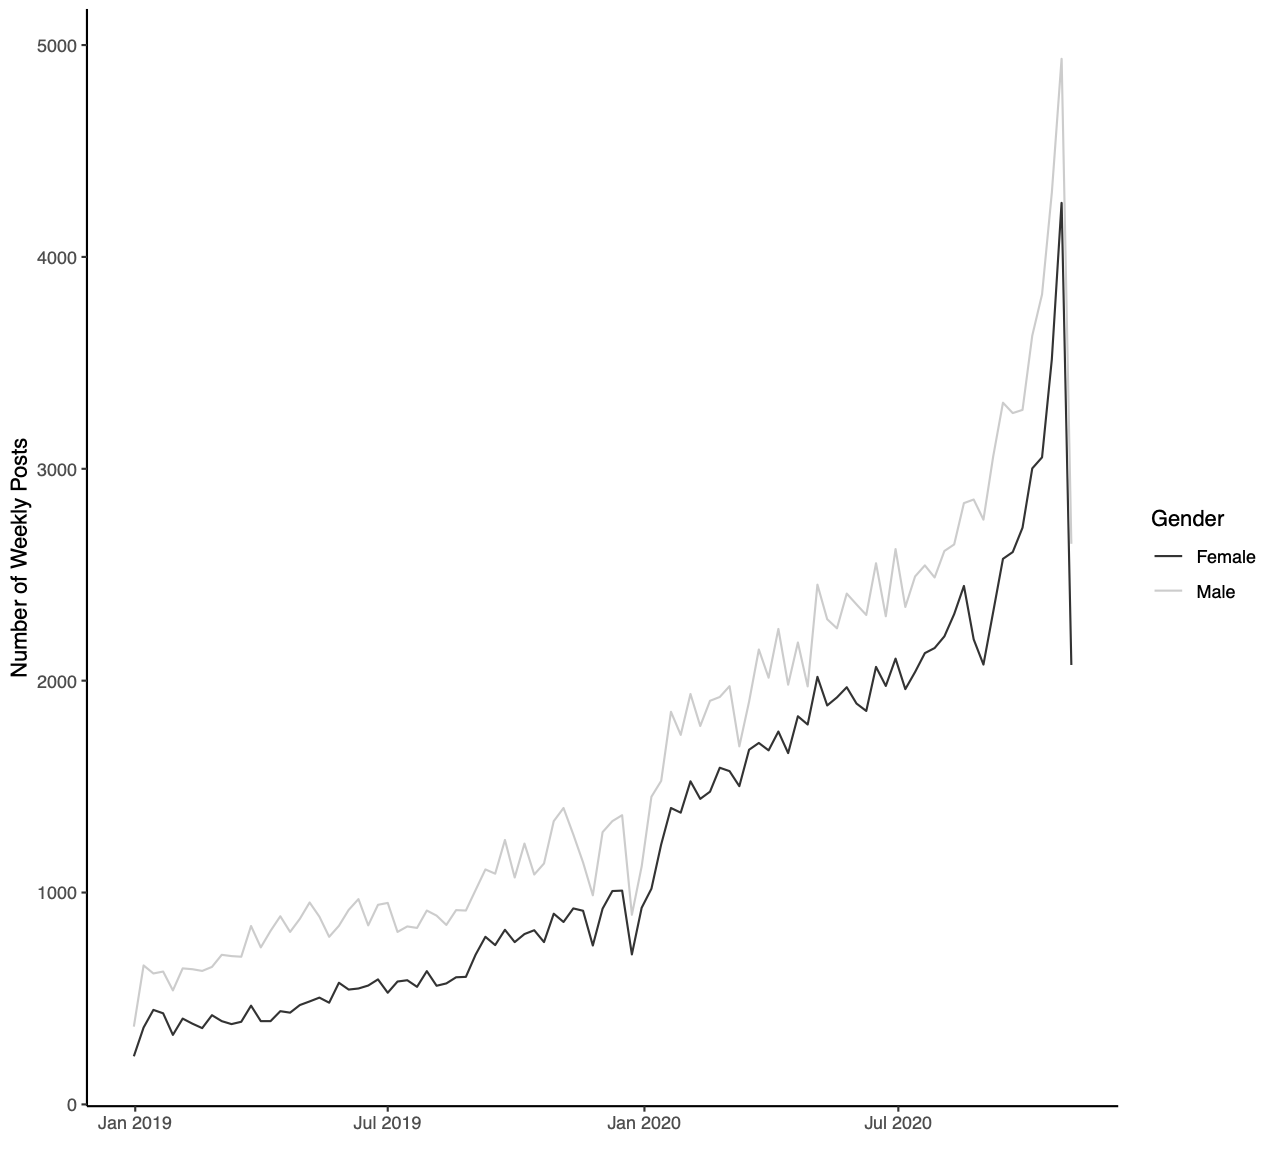 5000
4000
3000
2000
1000
0
Number of Weekly Posts
Jan 2019
Jul 2019
Jan 2020
Jul 2020
Gender
Female
Male